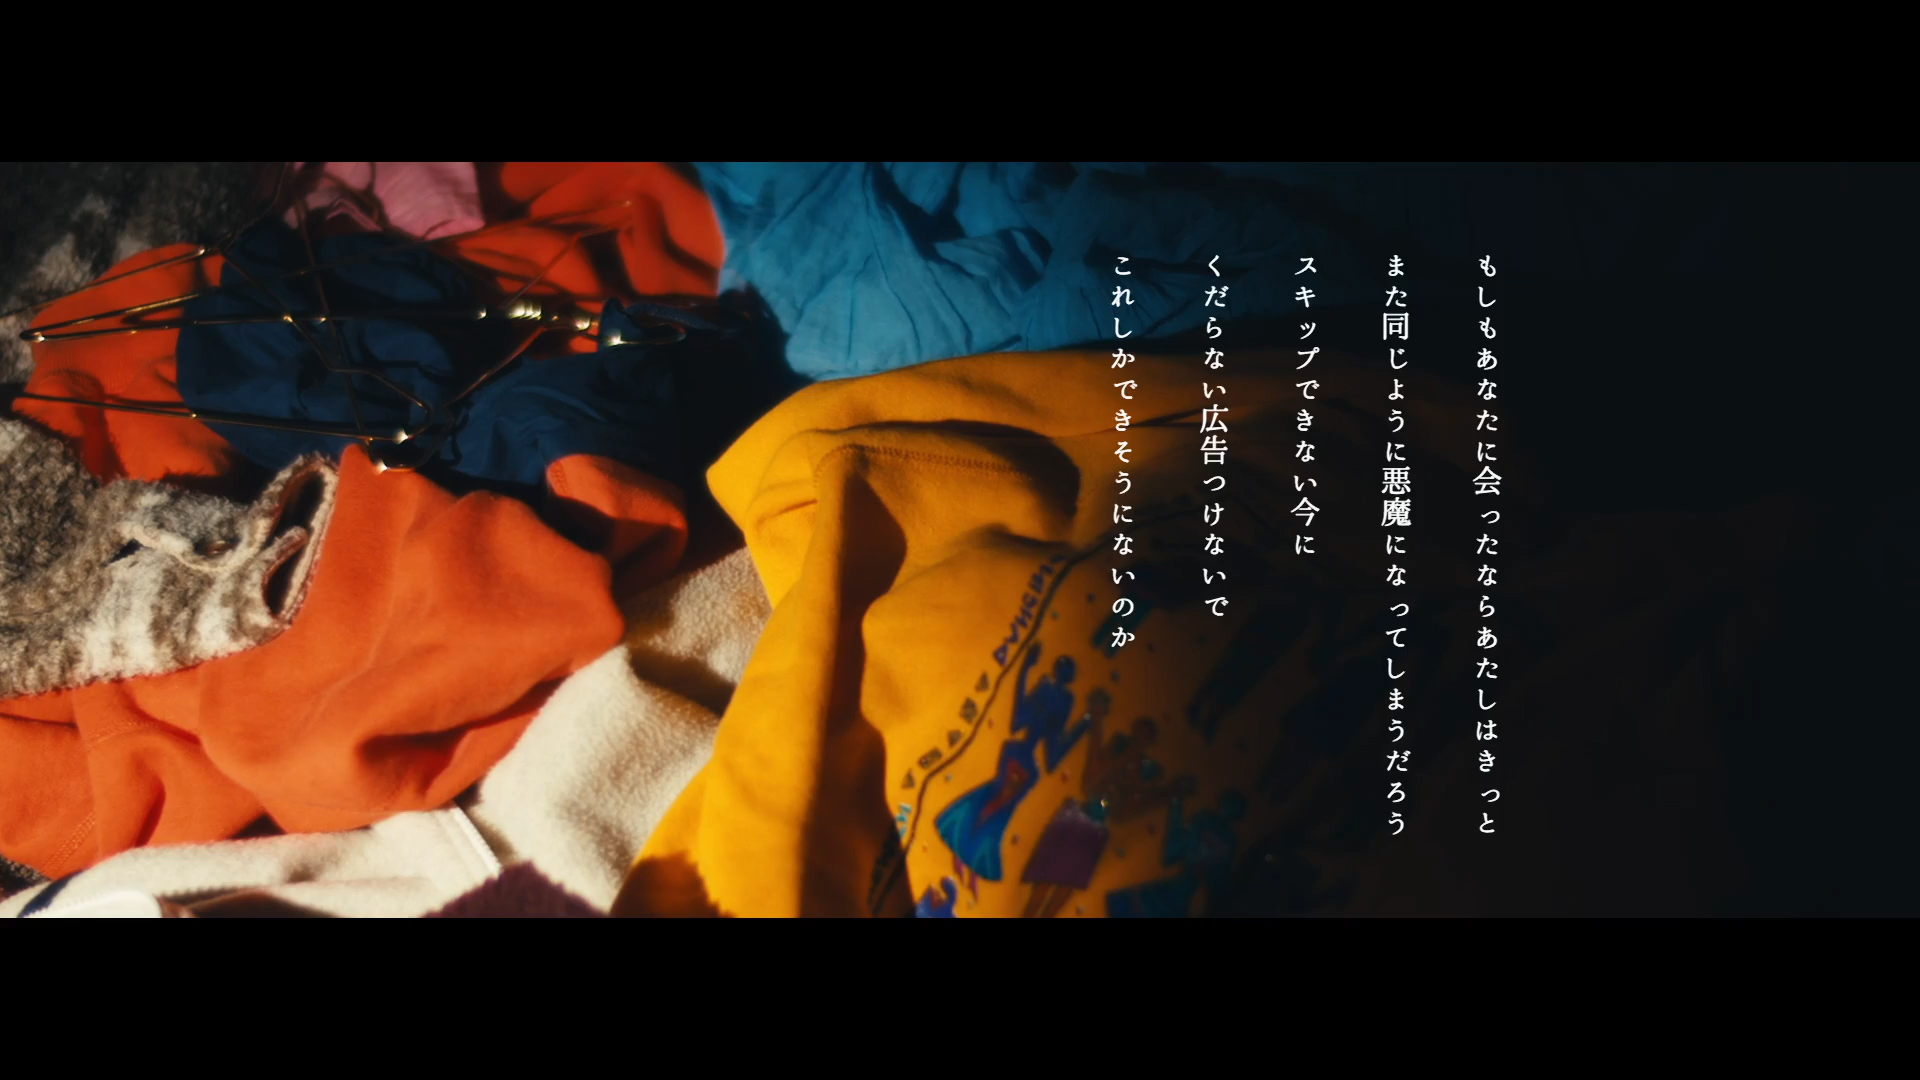 もしもあなたに会ったならあたしはきっと
また同じように悪魔になってしまうだろう
スキップできない今に
くだらない広告つけないで
これしかできそうにないのか